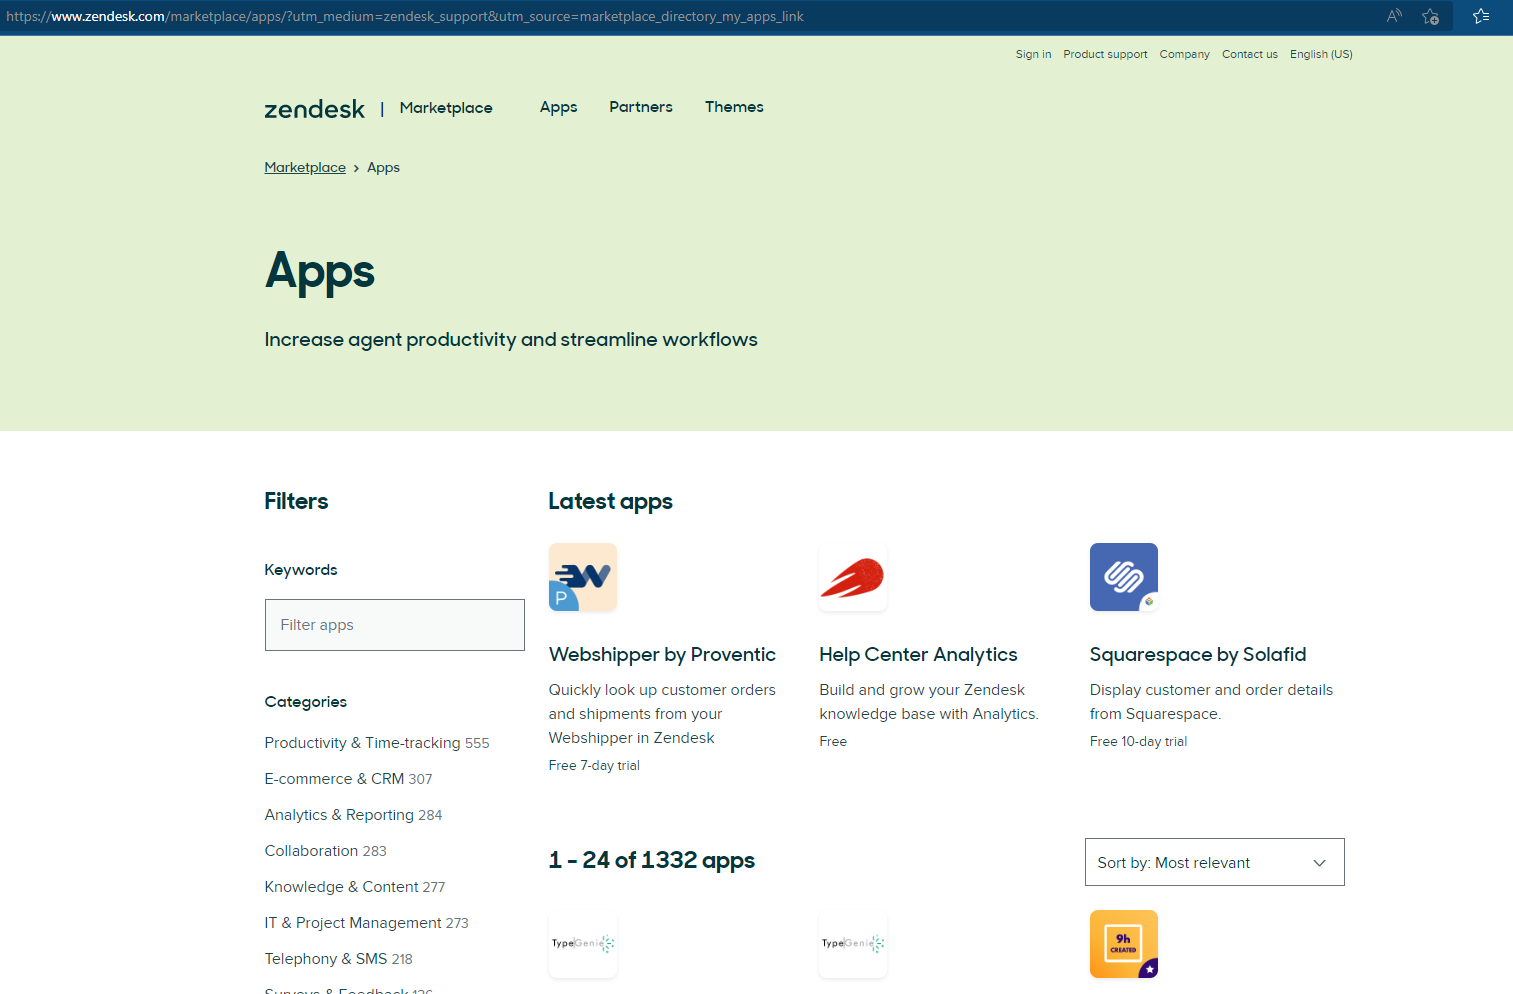 https://www.zendesk.com/marketplace/apps/?utm_medium=zendesk_support&utm_source=marketplace_directory_my_apps_link
Sign in Product support Company Contact us English (US)
zendesk | Marketplace Apps Partners Themes
Marketplace > Apps
Apps
Increase agent productivity and streamline workflows
Filters
Keywords
Filter apps
Categories
Productivity & Time-tracking 555
E-commerce & CRM 307
Analytics & Reporting 284
Collaboration 283
Knowledge & Content 277
IT & Project Management 273
Telephony & SMS 218
Surveys & Feedback 136
Latest apps
W
P
Webshipper by Proventic
Quickly look up customer orders
and shipments from your
Webshipper in Zendesk
Free 7-day trial
Help Center Analytics
Build and grow your Zendesk
knowledge base with Analytics.
Free
Squarespace by Solafid
Display customer and order details
from Squarespace.
Free 10-day trial
1 - 24 of 1332 apps
Sort by: Most relevant
TypeGenie
TypeGenie
9h
CREATED